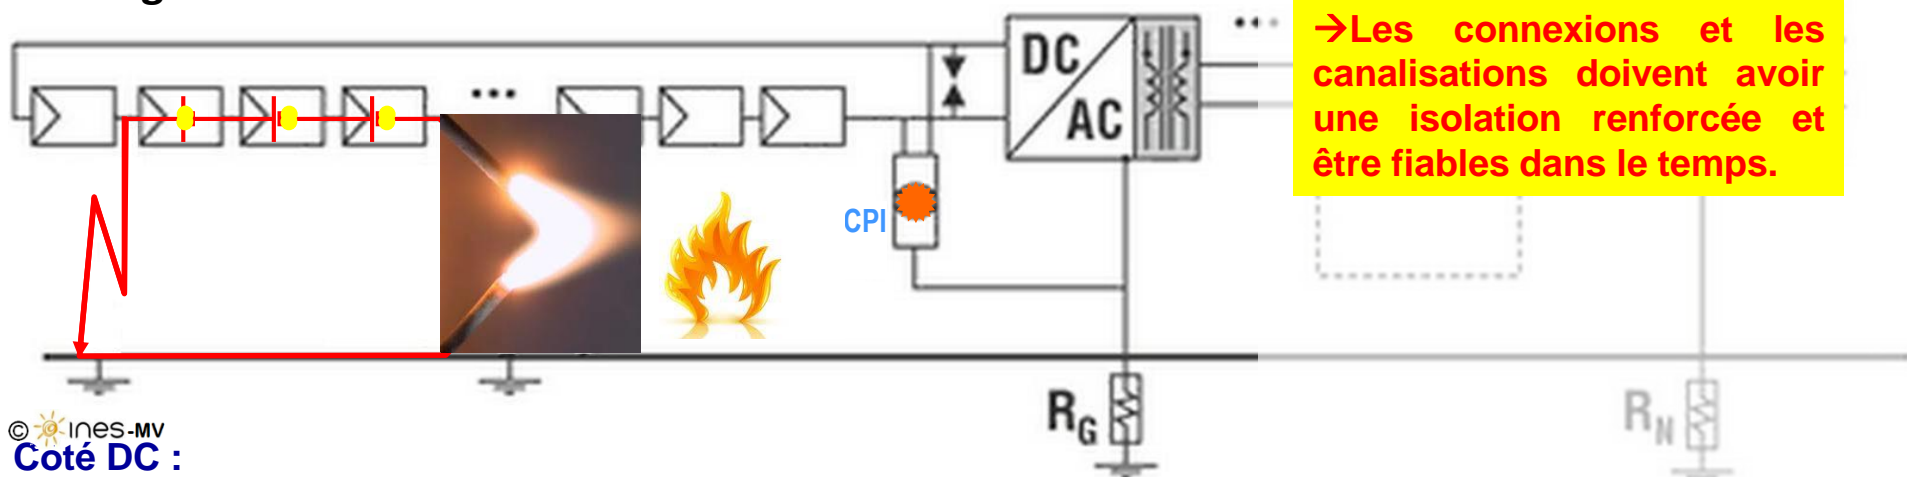 DC
AC
→Les connexions et les
canalisations doivent avoir
une isolation renforcée et
être fiables dans le temps.
...
...
CPI
RG
RN
© ines-MV
Coté DC :